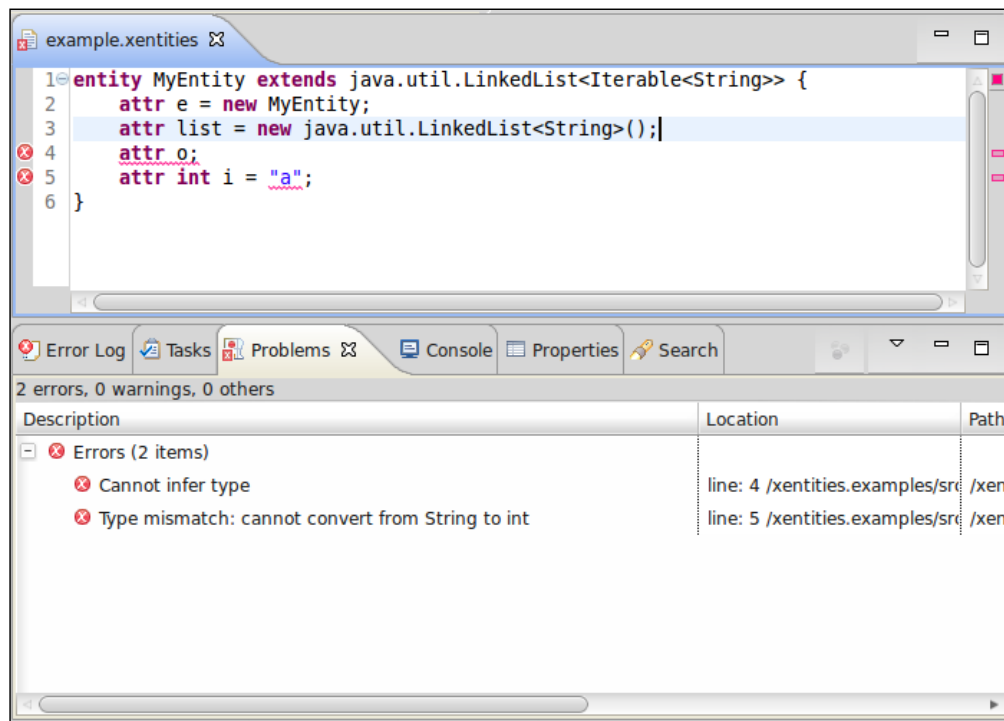 example.xentities
1 entity MyEntity extends java.util.LinkedList<Iterable<String>> {
2 attr e = new MyEntity;
3 attr list = new java.util.LinkedList<String>();
4 attr o;
5 attr int i = "a";
6 }
Error Log Tasks Problems Console Properties Search
2 errors, 0 warnings, 0 others
Description Location Path
Errors (2 items)
Cannot infer type line: 4 /xentities.examples/src /xen
Type mismatch: cannot convert from String to int line: 5 /xentities.examples/src /xen